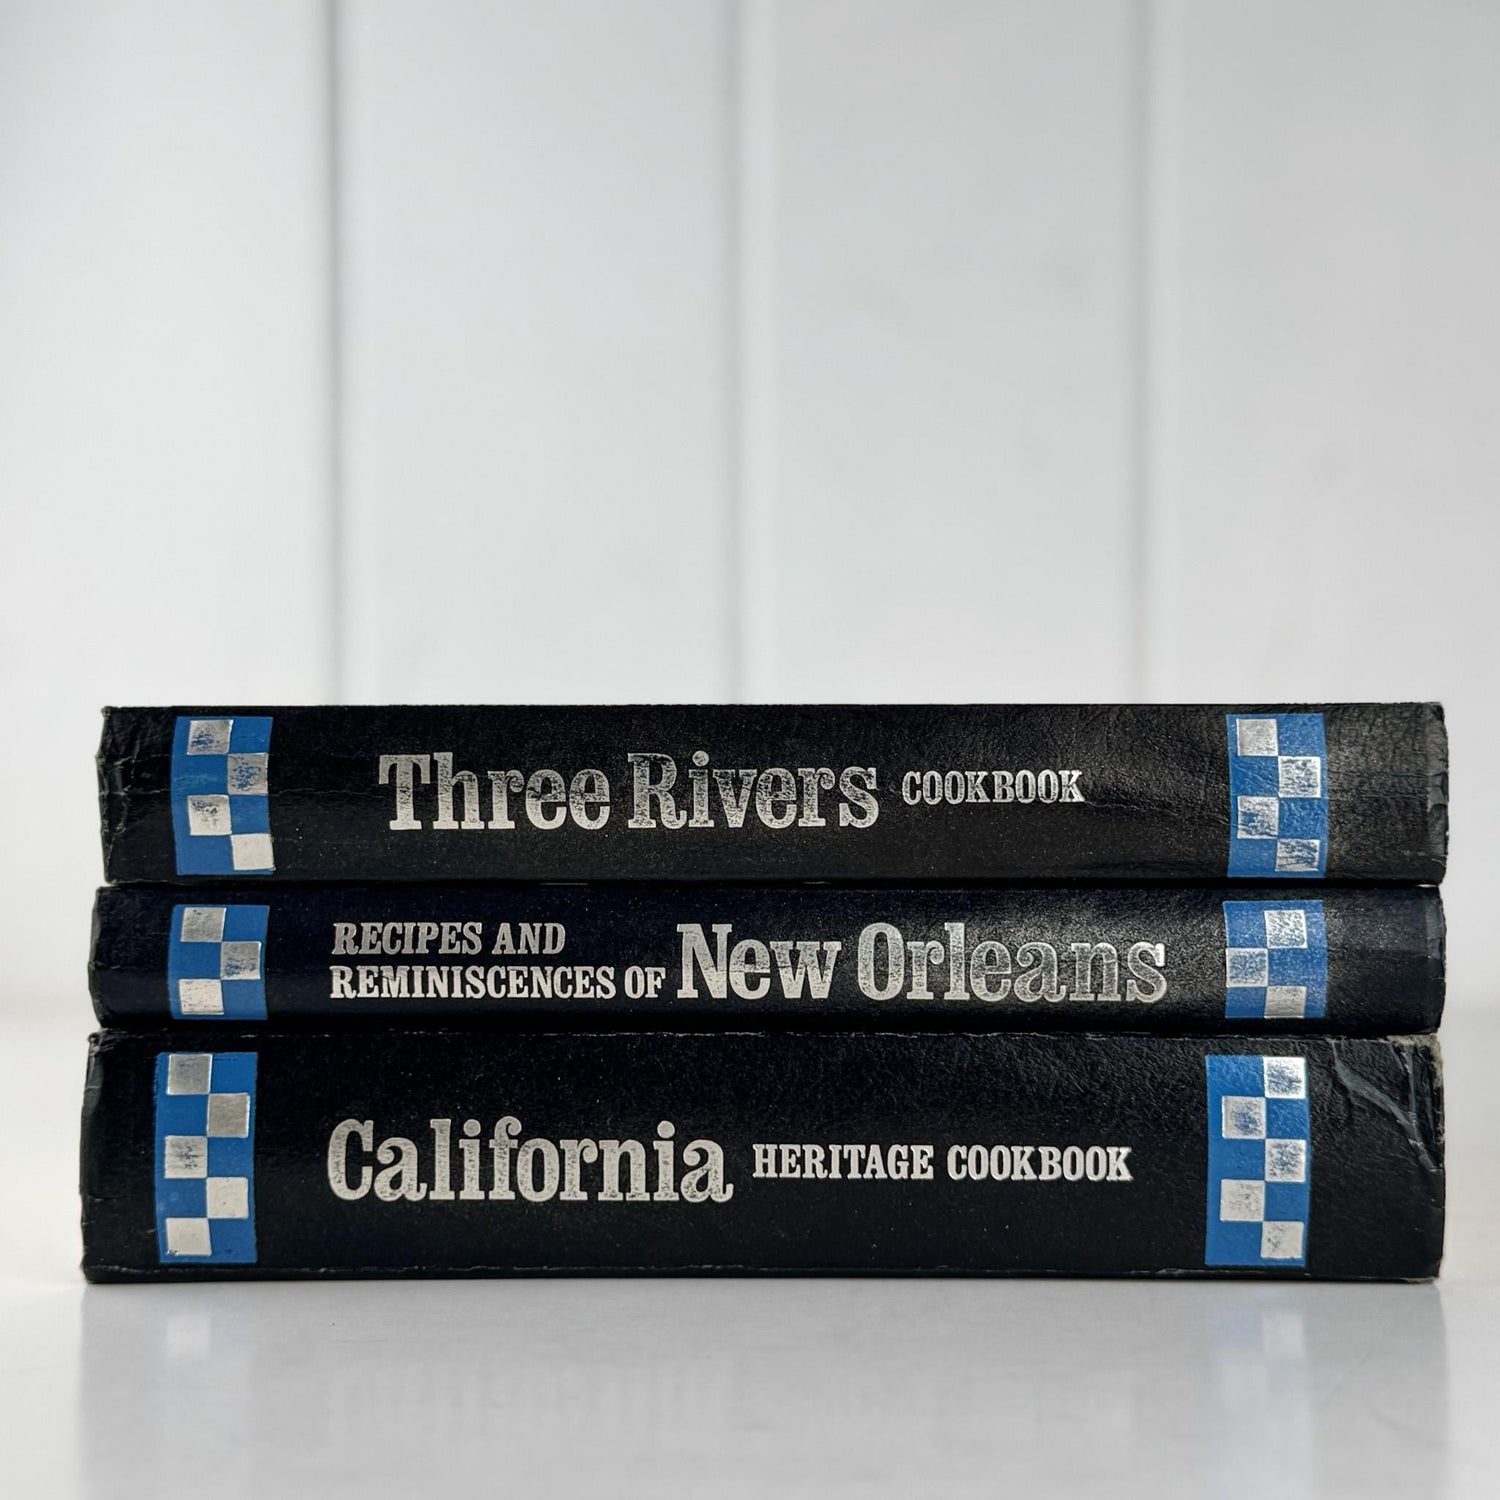 Three Rivers COOKBOOK
RECIPES AND
REMINISCENCES OF New Orleans
California HERITAGE COOKBOOK